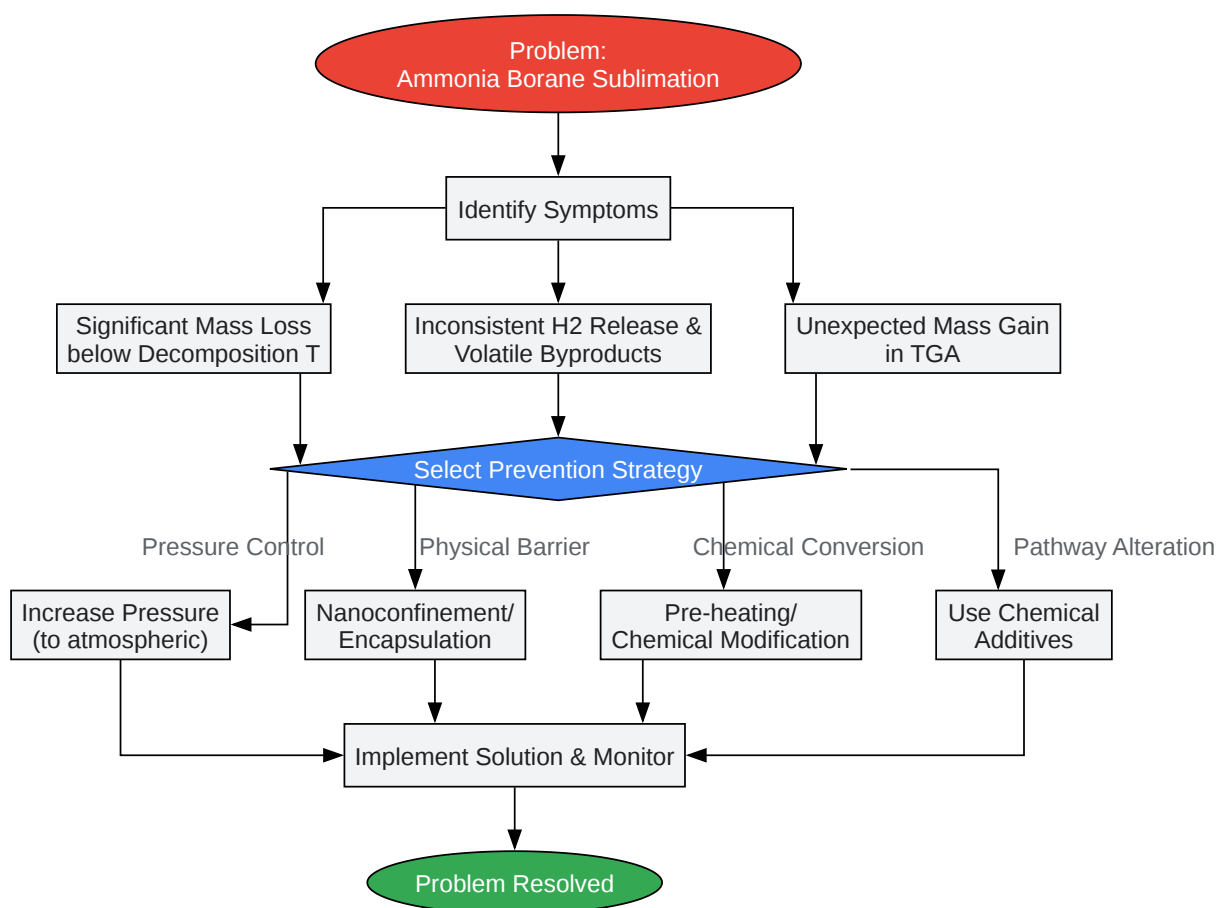 Problem:
Ammonia Borane Sublimation
Identify Symptoms
Significant Mass Loss
below Decomposition T
Inconsistent H2 Release &
Volatile Byproducts
Unexpected Mass Gain
in TGA
Select Prevention Strategy
Pressure Control
Physical Barrier
Chemical Conversion
Pathway Alteration
Increase Pressure
(to atmospheric)
Nanoconfinement/
Encapsulation
Pre-heating/
Chemical Modification
Use Chemical
Additives
Implement Solution & Monitor
Problem Resolved